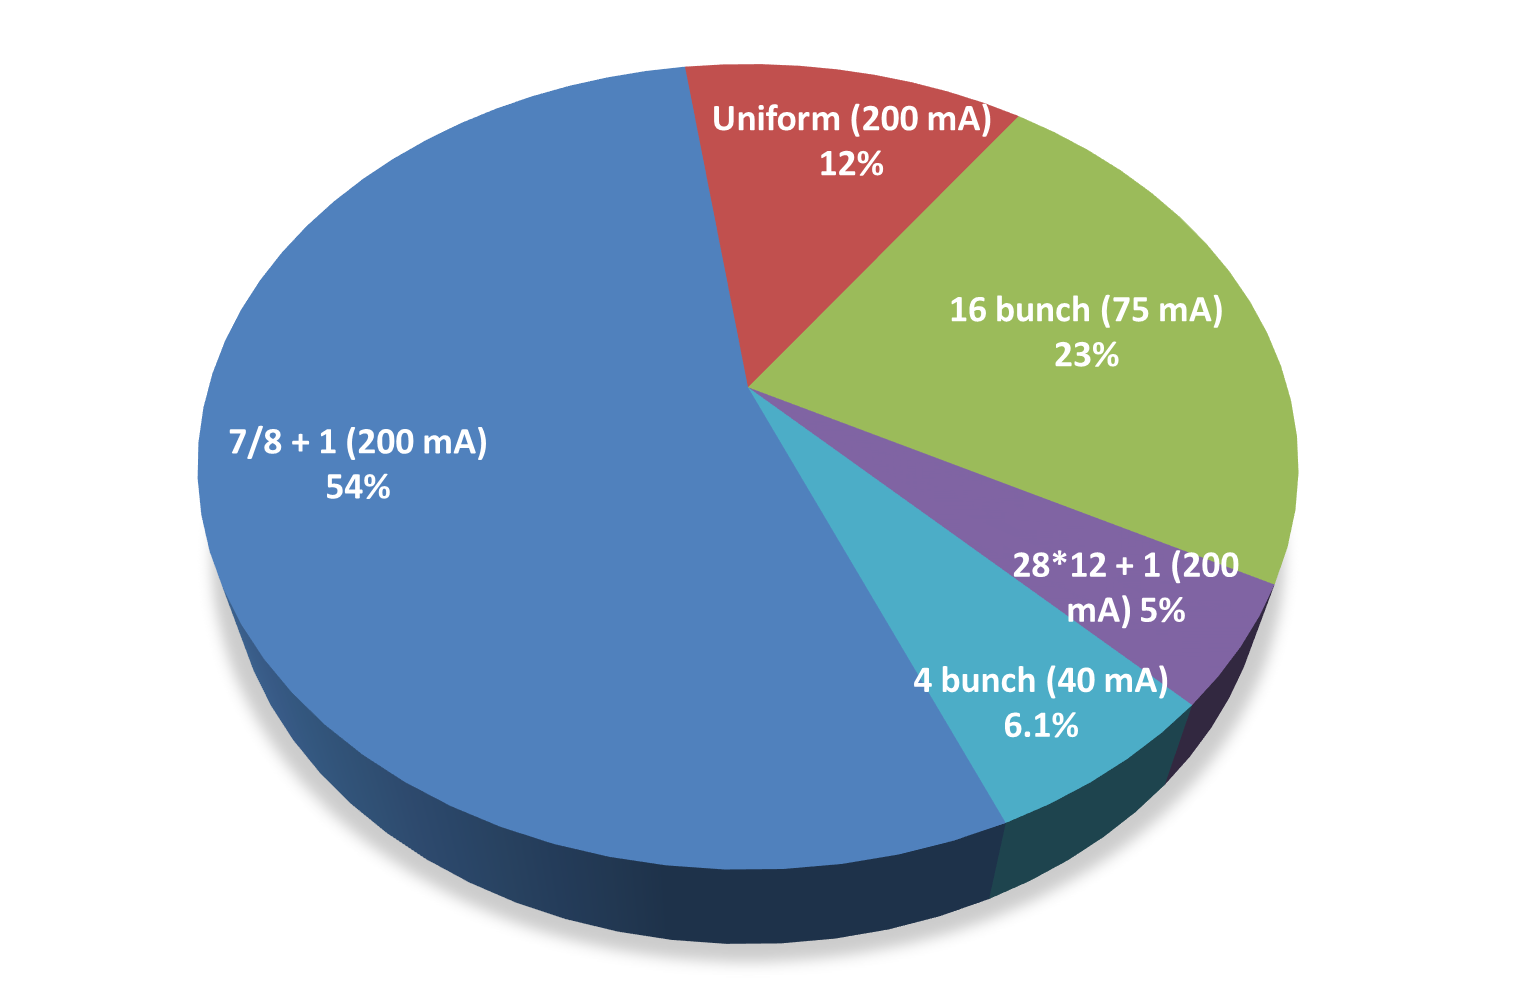 Uniform (200 mA)
12%
16 bunch (75 mA)
23%
7/8 + 1 (200 mA)
54%
28*12 + 1 (200
mA) 5%
4 bunch (40 mA)
6.1%